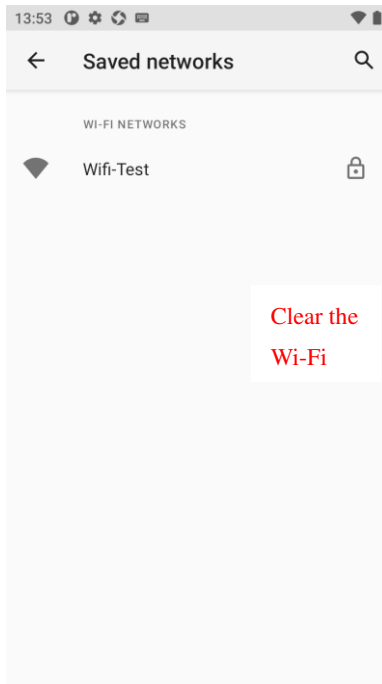 13:53
Saved networks
WI-FI NETWORKS
Wifi-Test
Clear the
Wi-Fi